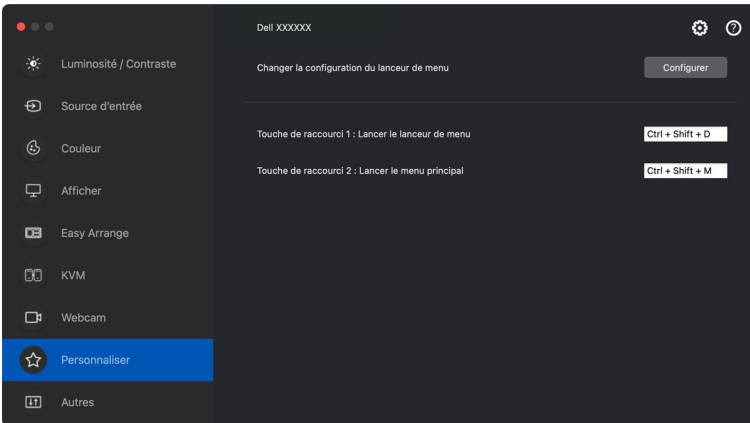 Dell XXXXXX
Luminosité / Contraste
Changer la configuration du lanceur de menu
Configurer
Source d'entrée
Touche de raccourci 1 : Lancer le lanceur de menu
Ctrl + Shift + D
Couleur
Touche de raccourci 2 : Lancer le menu principal
Ctrl + Shift + M
Afficher
Easy Arrange
KVM
Webcam
Personnaliser
Autres